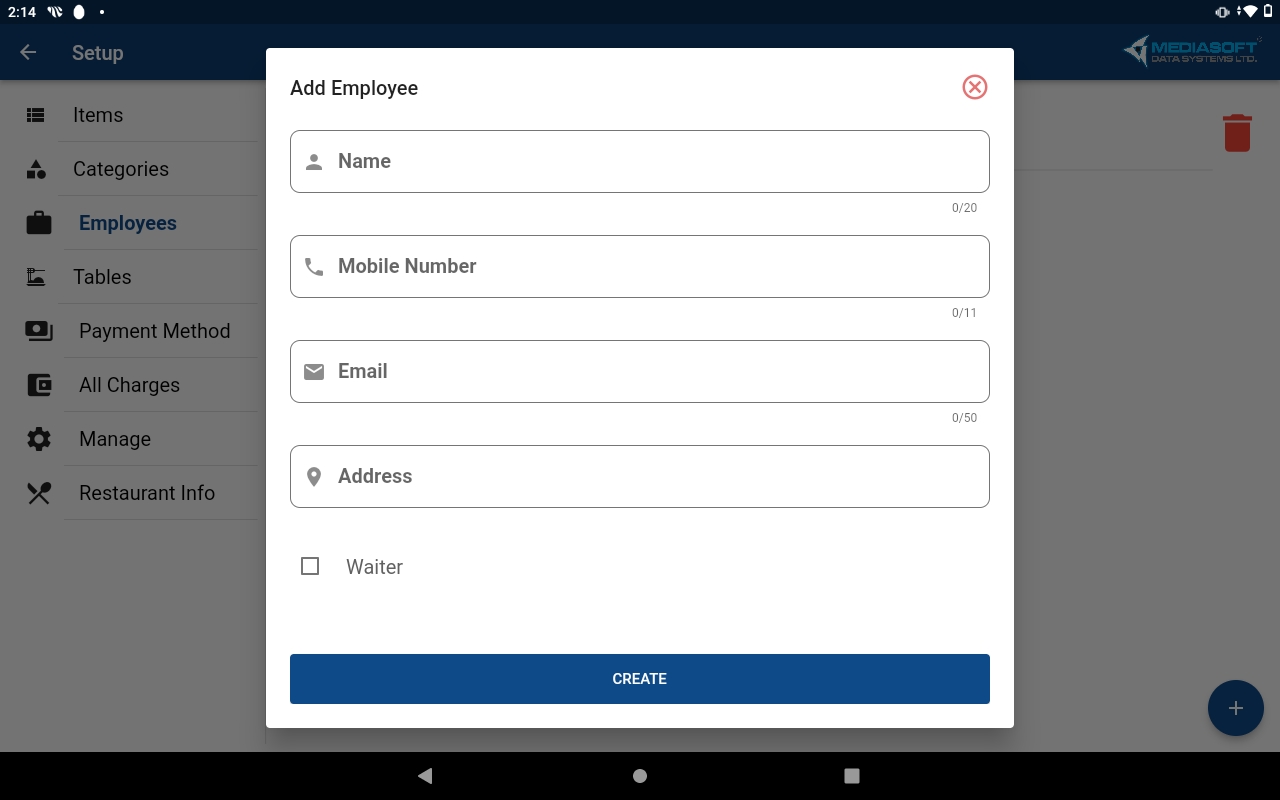 2:14
Setup
MEDIASOFT
DATA SYSTEMS LTD.
Items
Categories
Employees
Tables
Payment Method
All Charges
Manage
Restaurant Info
Add Employee
Name
0/20
Mobile Number
0/11
Email
0/50
Address
Waiter
CREATE